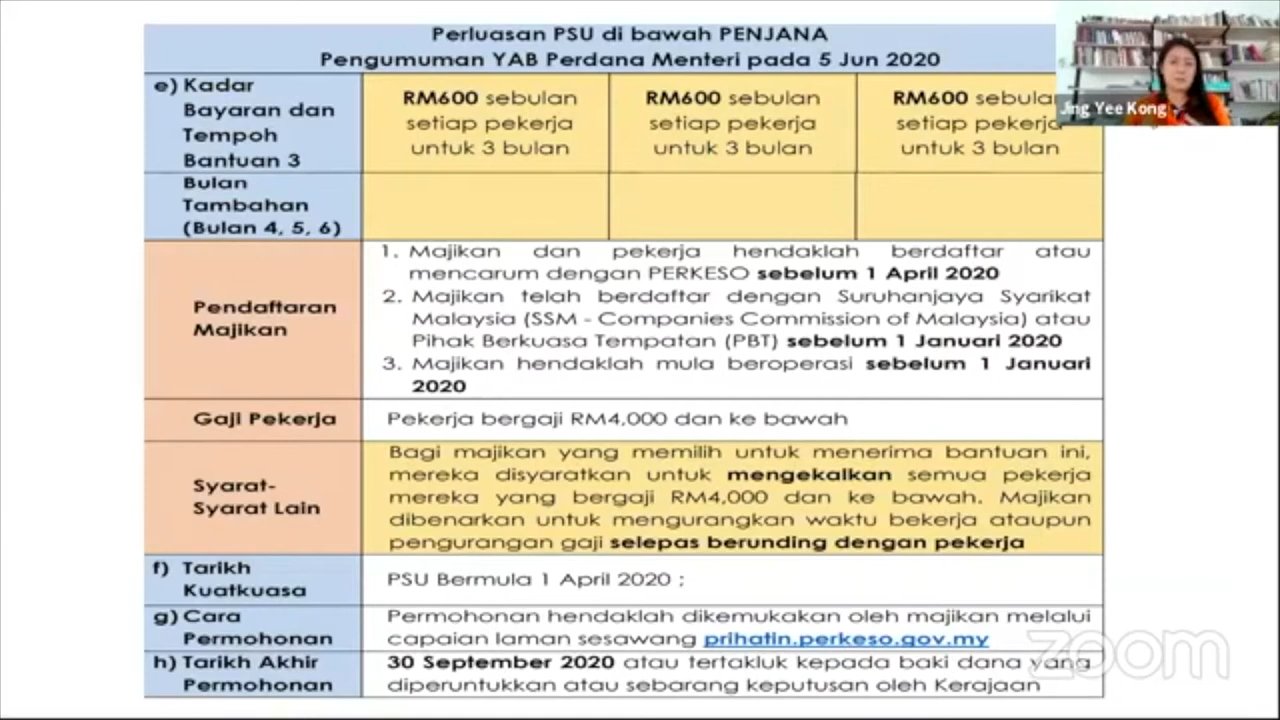 Perluasan PSU di bawah PENJANA
Pengumuman YAB Perdana Menteri pada 5 Jun 2020
e) Kadar
Bayaran dan
Tempoh
Bantuan 3
Bulan
Tambahan
(Bulan 4, 5, 6)
RM600 sebulan
setiap pekerja
untuk 3 bulan
RM600 sebulan
setiap pekerja
untuk 3 bulan
RM600 sebulan
setiap pekerja
untuk 3 bulan
Jing Yee Kong
Pendaftaran
Majikan
1. Majikan dan pekerja hendaklah berdaftar atau
mencarum dengan PERKESO sebelum 1 April 2020
2. Majikan telah berdaftar dengan Suruhanjaya Syarikat
Malaysia (SSM - Companies Commission of Malaysia) atau
Pihak Berkuasa Tempatan (PBT) sebelum 1 Januari 2020
3. Majikan hendaklah mula beroperasi sebelum 1 Januari
2020
Gaji Pekerja
Pekerja bergaji RM4,000 dan ke bawah
Syarat-
Syarat Lain
Bagi majikan yang memilih untuk menerima bantuan ini,
mereka disyaratkan untuk mengekalkan semua pekerja
mereka yang bergaji RM4,000 dan ke bawah. Majikan
dibenarkan untuk mengurangkan waktu bekerja ataupun
pengurangan gaji selepas berunding dengan pekerja
f) Tarikh
Kuatkuasa
PSU Bermula 1 April 2020 ;
g) Cara
Permohonan
Permohonan hendaklah dikemukakan oleh majikan melalui
capaian laman sesawang prihatin.perkeso.gov.my
h) Tarikh Akhir
Permohonan
30 September 2020 atau tertakluk kepada baki dana yang
diperuntukkan atau sebarang keputusan oleh Kerajaan
zoom